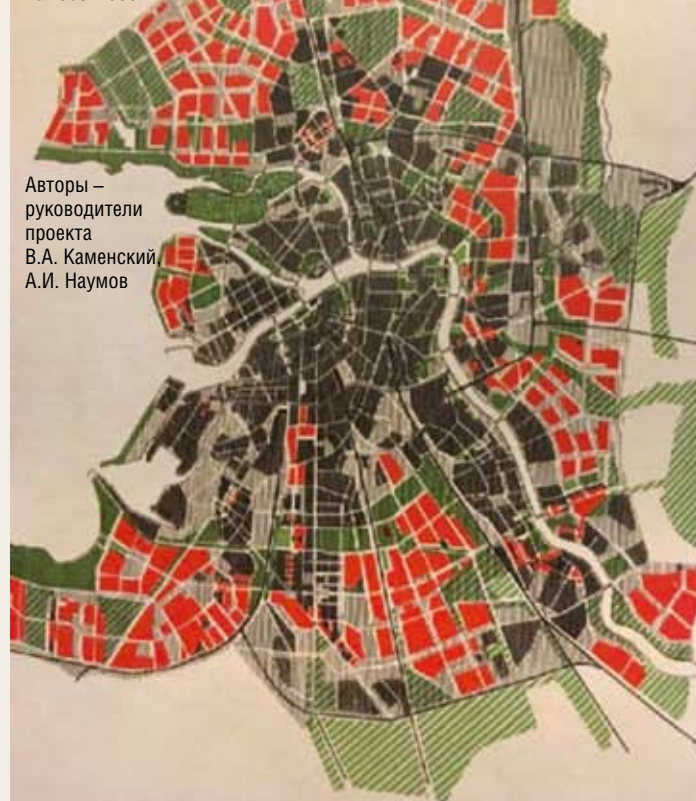 Авторы –
руководители
проекта
В.А. Каменский,
А.И. Наумов